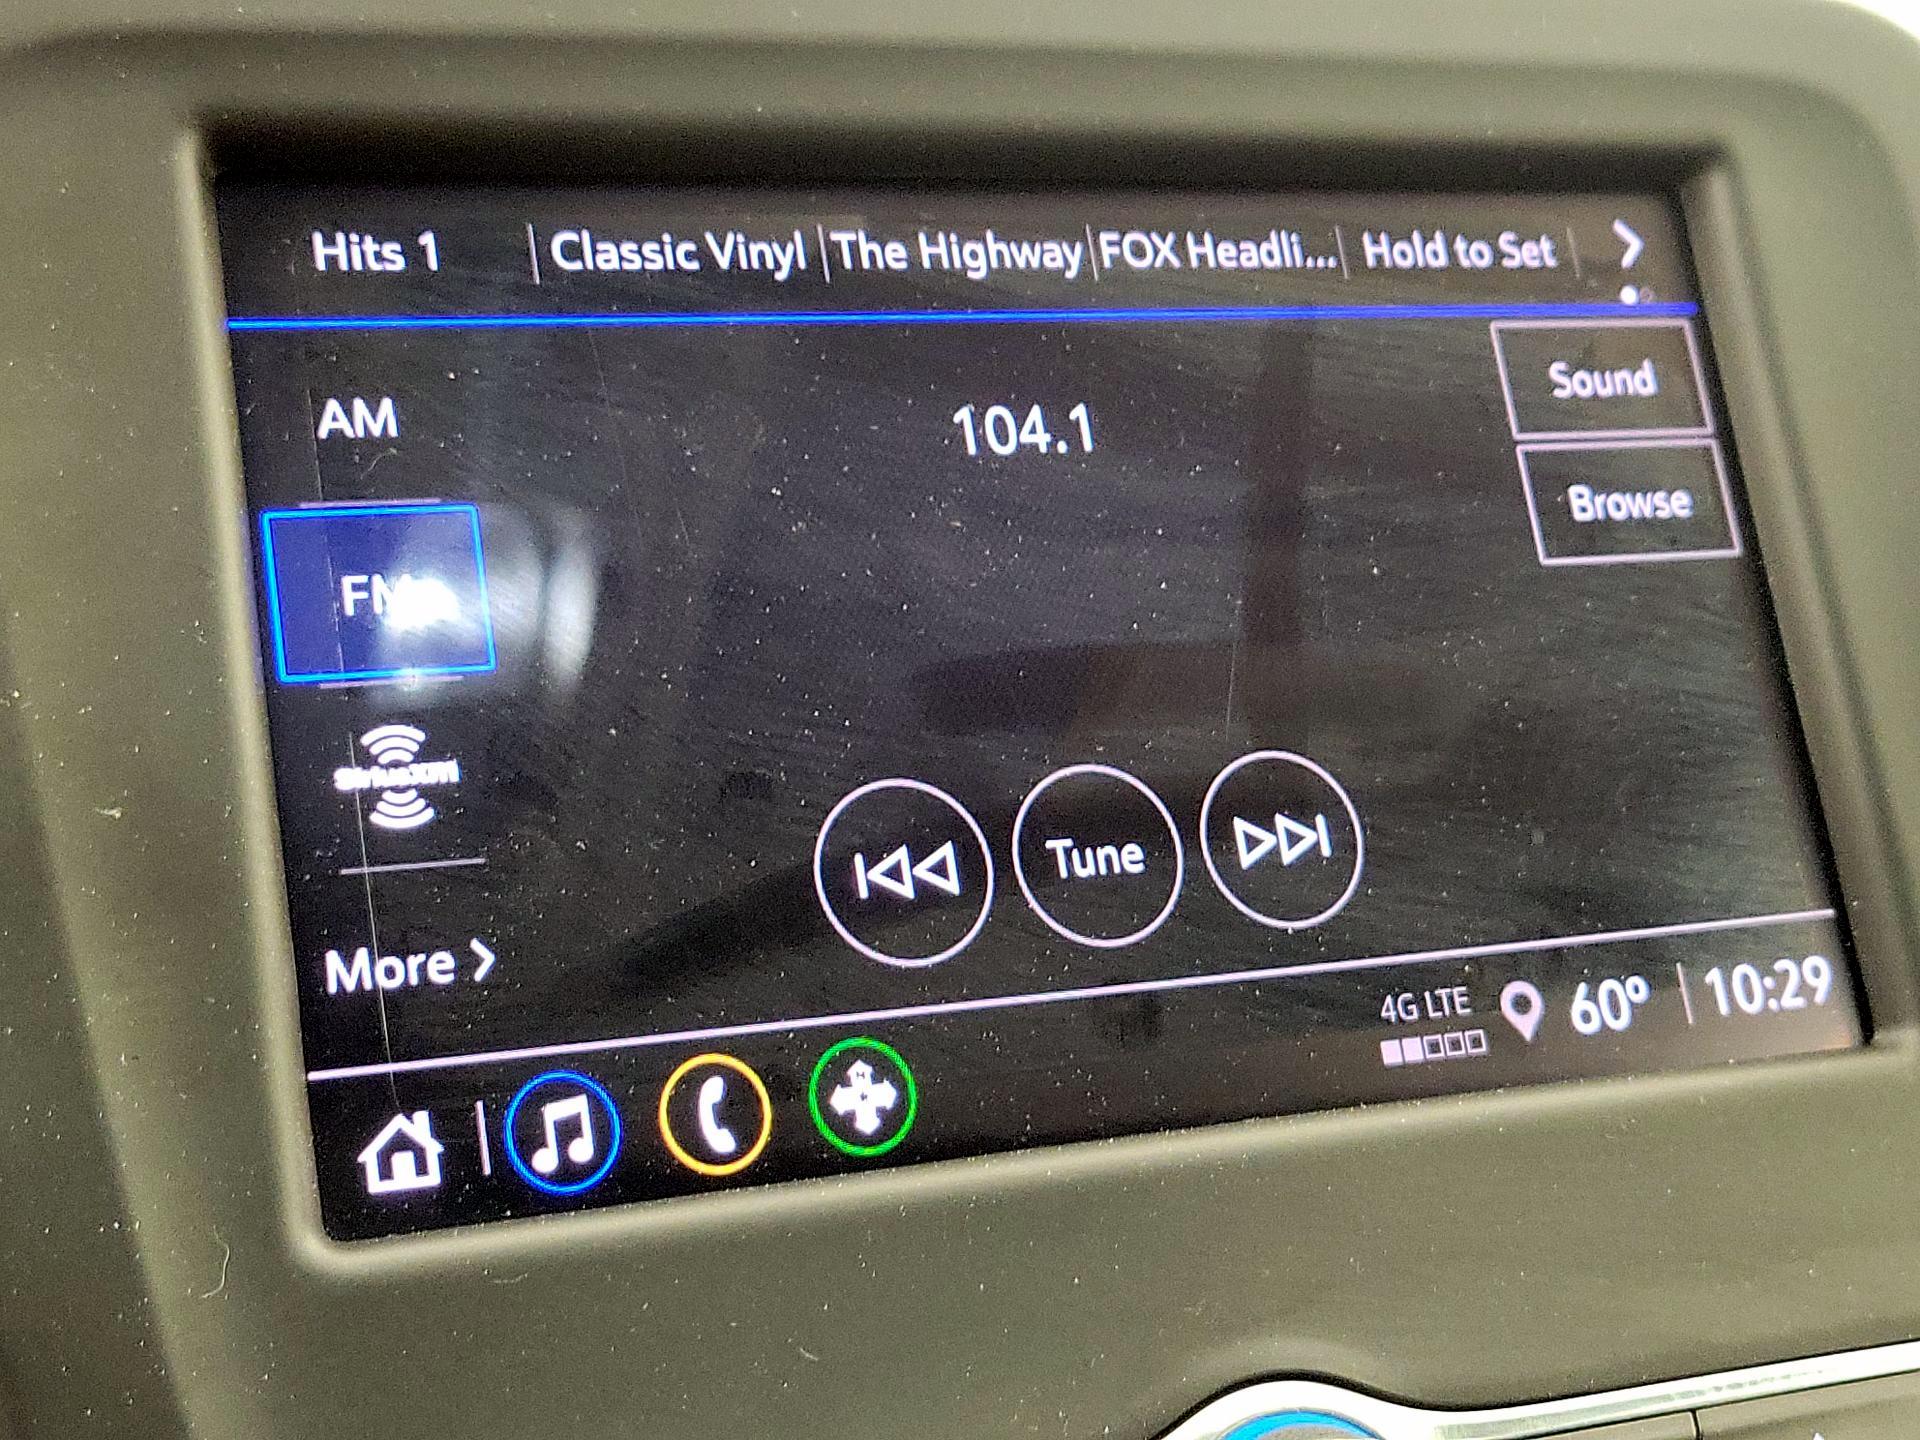 Hits 1 Classic Vinyl The Highway FOX Headli... Hold to Set
AM
104.1
Sound
Browse
FM
SiriusXM
Tune
More
4G LTE
60° 10:29